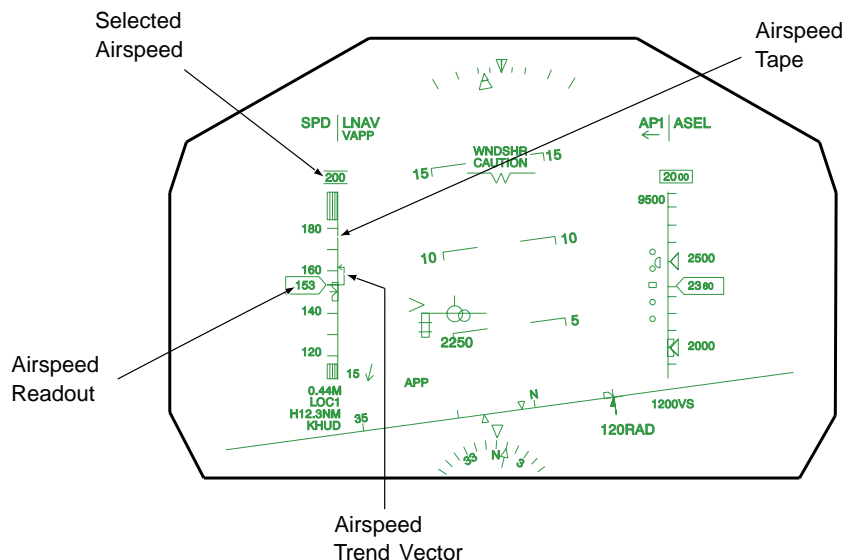 Selected
Airspeed
Airspeed
Tape
SPD LNAV
VAPP
AP1 ASEL
WNDSHR
CAUTION
15 15
200
2000
9500
180
10 10
2500
160
153
2360
140
5
2250
120
2000
Airspeed
Readout
15
APP
0.44M
LOC1
H12.3NM
KHUD
35
N
1200VS
120RAD
33 N 3
Airspeed
Trend Vector